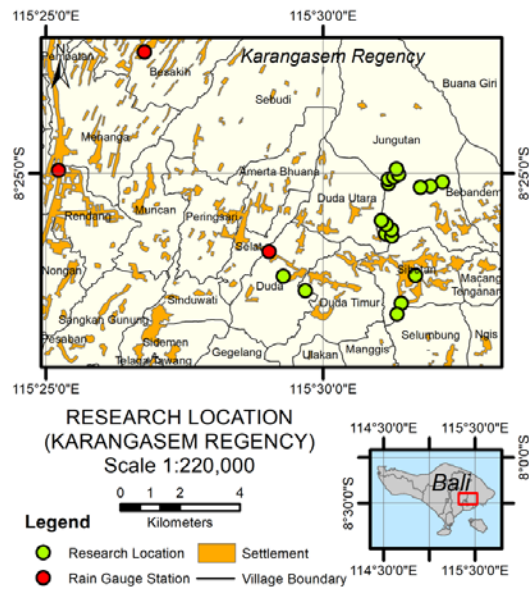 115°25'0"E 115°30'0"E
N
Karangasem Regency
Pempatan
Besakih
Buana Giri
Sebudi
Menanga
Jungutan
8°25'0"S
8°25'0"S
Amerta Bhuana
Bebandem
Duda Utara
Muncan
Rendang
Peringsari
Selat
Nongan
Sibetan
Macang
Duda
Tenganan
Sinduwati
Duda Timur
Sangkan Gunung
Pesaban
Sidemen
Selumbung
Ngis
Manggis
Gegelang
Ulakan
Telaga Tawang
115°25'0"E 115°30'0"E
RESEARCH LOCATION
(KARANGASEM REGENCY)
Scale 1:220,000
0 1 2 4
Kilometers
Legend
Research Location
Settlement
Rain Gauge Station
Village Boundary
114°30'0"E 115°30'0"E
8°0'0"S
Bali
8°30'0"S
8°30'0"S
114°30'0"E 115°30'0"E